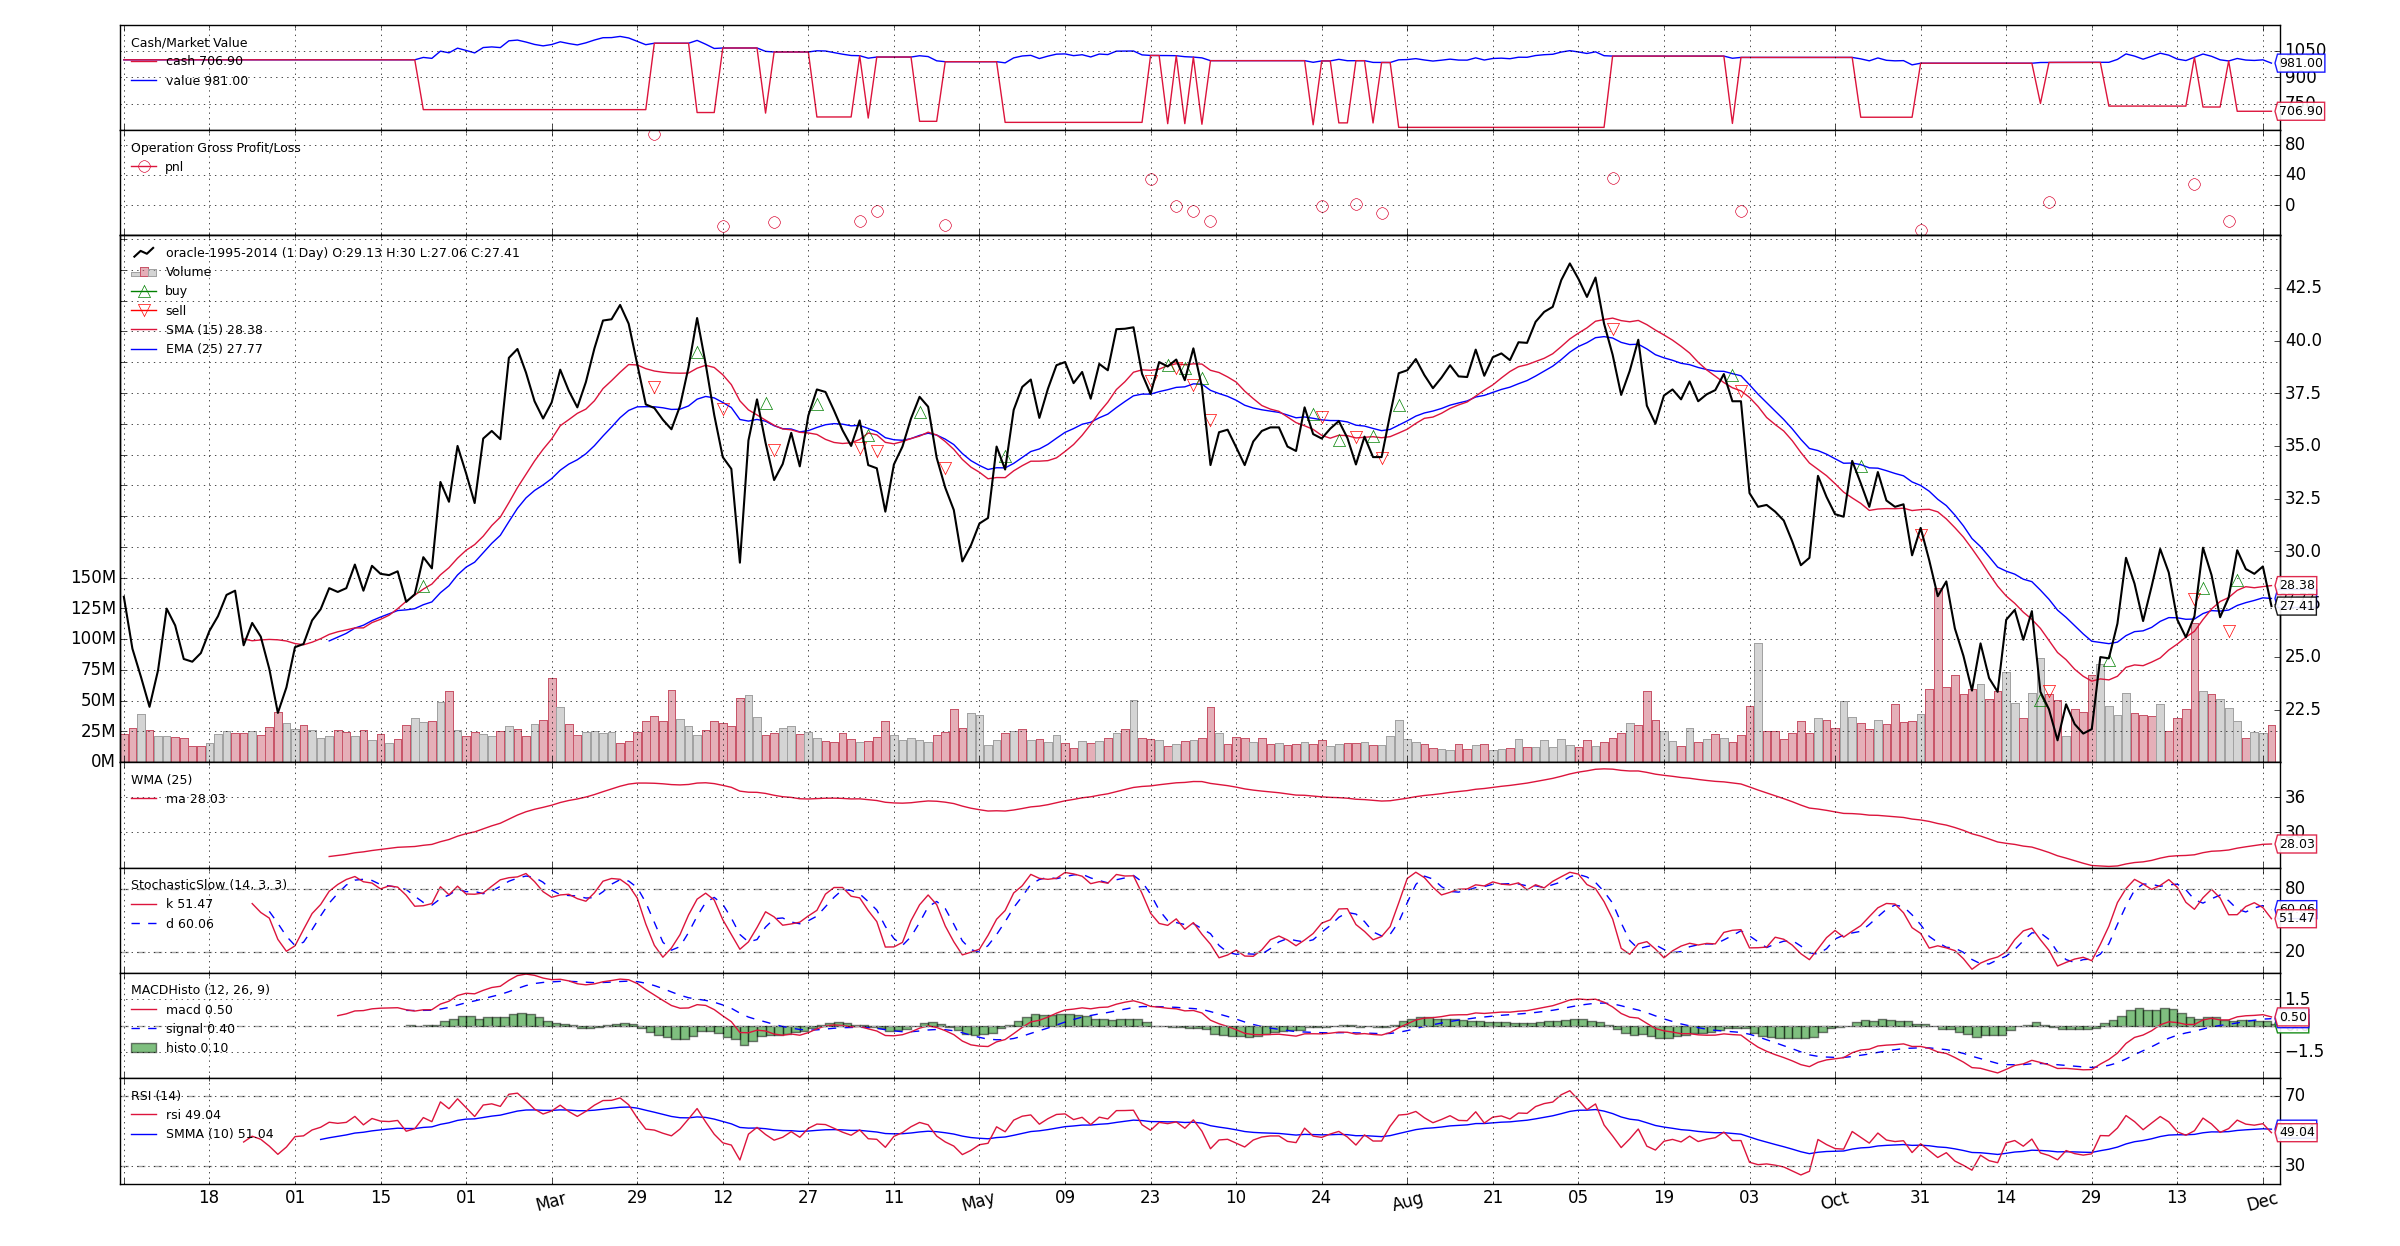 Cash/Market Value
cash 706.90
value 981.00
1050
981.00
900
750
706.90
Operation Gross Profit/Loss
pnl
80
40
0
oracle-1995-2014 (1 Day) O:29.13 H:30 L:27.06 C:27.41
Volume
buy
sell
SMA (15) 28.38
EMA (25) 27.77
42.5
40.0
37.5
35.0
32.5
30.0
28.38
27.41
25.0
22.5
150M
125M
100M
75M
50M
25M
0M
WMA (25)
ma 28.03
36
30
28.03
StochasticSlow (14, 3, 3)
k 51.47
d 60.06
80
60.06
51.47
20
MACDHisto (12, 26, 9)
macd 0.50
signal 0.40
histo 0.10
1.5
0.50
−1.5
RSI (14)
rsi 49.04
SMMA (10) 51.04
70
49.04
30
18 01 15 01 Mar 29 12 27 11 May 09 23 10 24 Aug 21 05 19 03 Oct 31 14 29 13 Dec